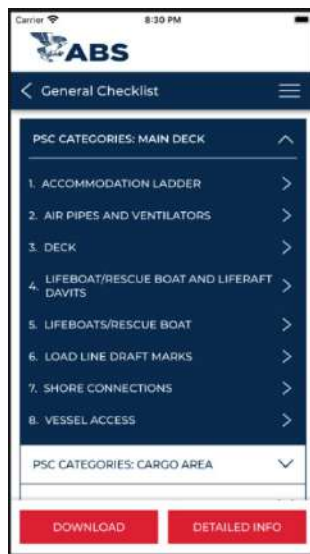 Carrier 8:30 PM
ABS
General Checklist
PSC CATEGORIES: MAIN DECK
1. ACCOMMODATION LADDER
2. AIR PIPES AND VENTILATORS
3. DECK
4. LIFEBOAT/RESCUE BOAT AND LIFERAFT
DAVITS
5. LIFEBOATS/RESCUE BOAT
6. LOAD LINE DRAFT MARKS
7. SHORE CONNECTIONS
8. VESSEL ACCESS
PSC CATEGORIES: CARGO AREA
DOWNLOAD DETAILED INFO